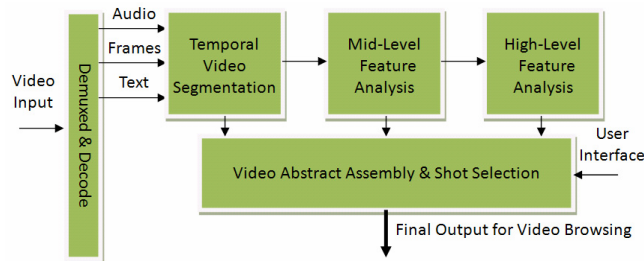 Audio
Frames
Text
Video
Input
Demuxed & Decode
Temporal
Video
Segmentation
Mid-Level
Feature
Analysis
High-Level
Feature
Analysis
User
Interface
Video Abstract Assembly & Shot Selection
Final Output for Video Browsing